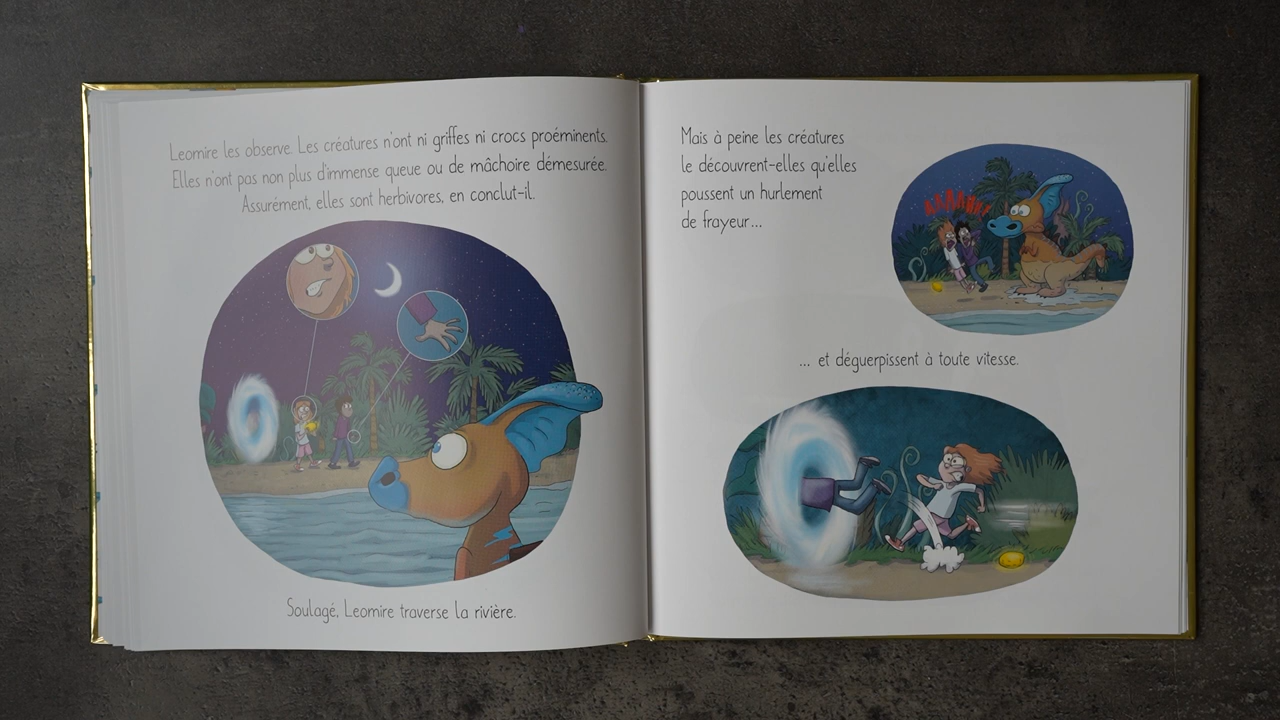 Leomire les observe. Les créatures n'ont ni griffes ni crocs proéminents.
Elles n'ont pas non plus d'immense queue ou de mâchoire démesurée.
Assurément, elles sont herbivores, en conclut-il.
Soulagé, Leomire traverse la rivière.
Mais à peine les créatures
le découvrent-elles qu'elles
poussent un hurlement
de frayeur...
... et déguerpissent à toute vitesse.